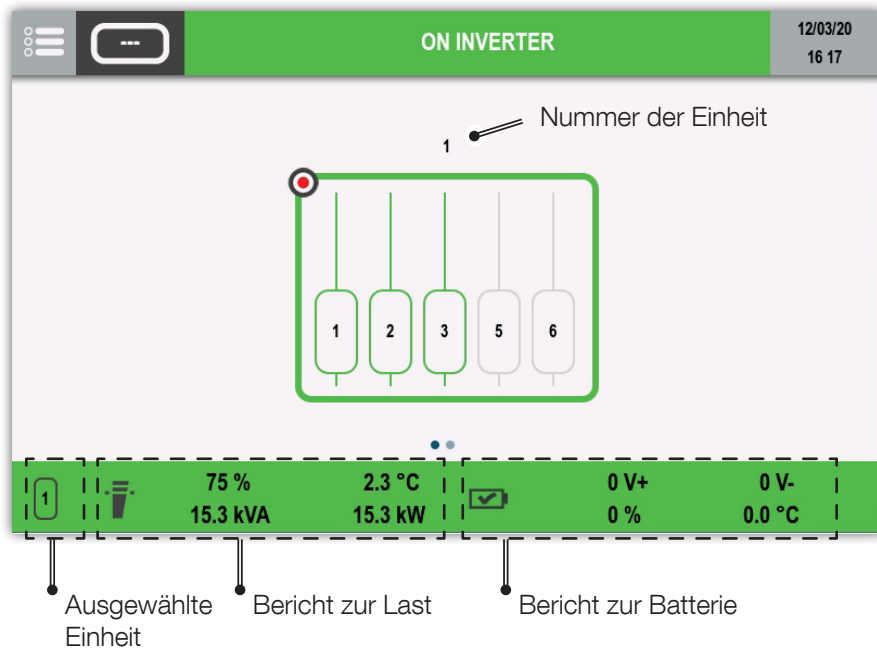 ---
ON INVERTER
12/03/20
16 17
Nummer der Einheit
1
1 2 3 5 6
1
75 % 2.3 °C
15.3 kVA 15.3 kW
0 V+ 0 V-
0 % 0.0 °C
Ausgewählte
Einheit
Bericht zur Last
Bericht zur Batterie